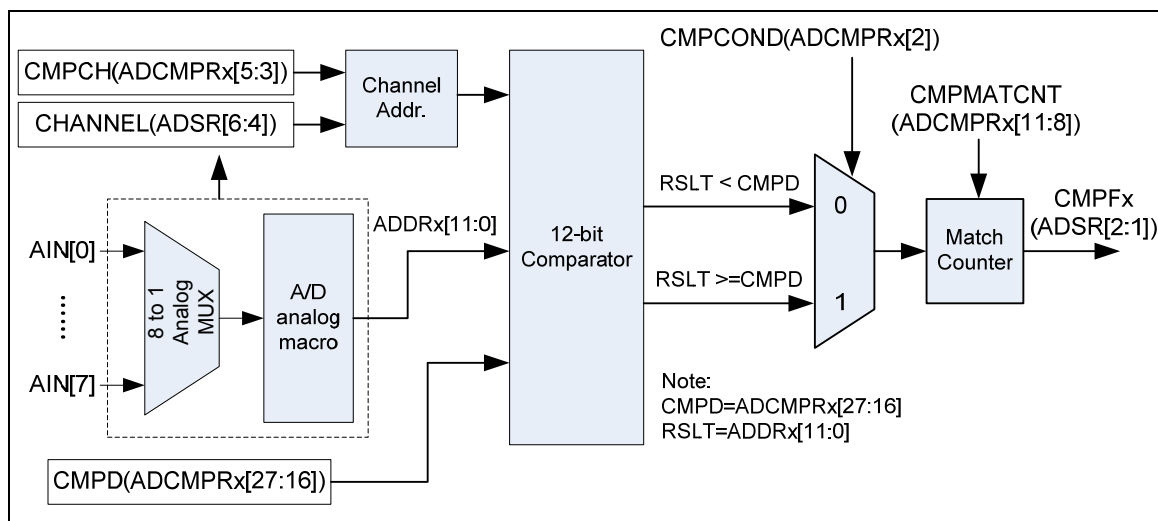 CMPCH(ADCMPRx[5:3])
CHANNEL(ADSR[6:4])
Channel
Addr.
AIN[0]
......
AIN[7]
8 to 1
Analog
MUX
A/D
analog
macro
ADDRx[11:0]
CMPD(ADCMPRx[27:16])
12-bit
Comparator
CMPCOND(ADCMPRx[2])
RSLT < CMPD
RSLT >=CMPD
0
1
CMPMATCNT
(ADCMPRx[11:8])
Match
Counter
CMPFx
(ADSR[2:1])
Note:
CMPD=ADCMPRx[27:16]
RSLT=ADDRx[11:0]